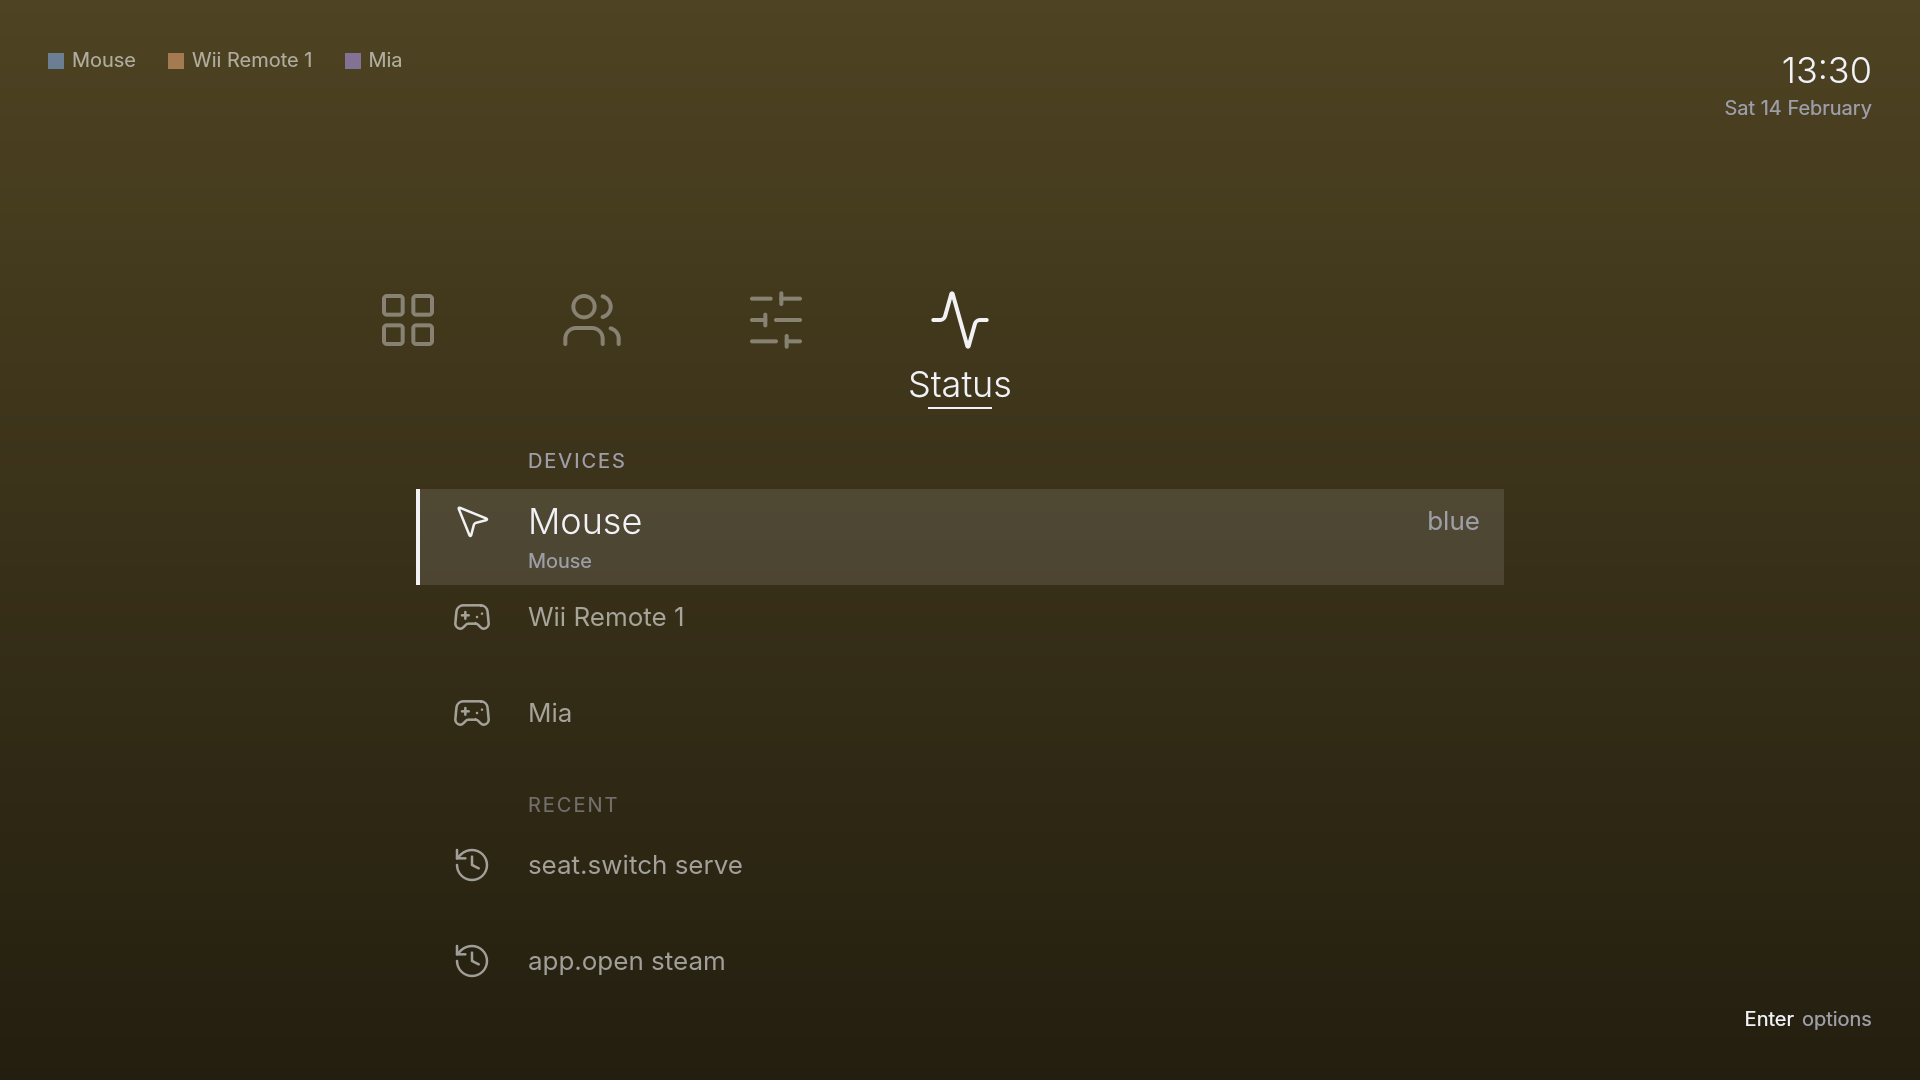 Mouse
Wii Remote 1
Mia
13:30
Sat 14 February
Status
DEVICES
Mouse
blue
Mouse
Wii Remote 1
Mia
RECENT
seat.switch serve
app.open steam
Enter options